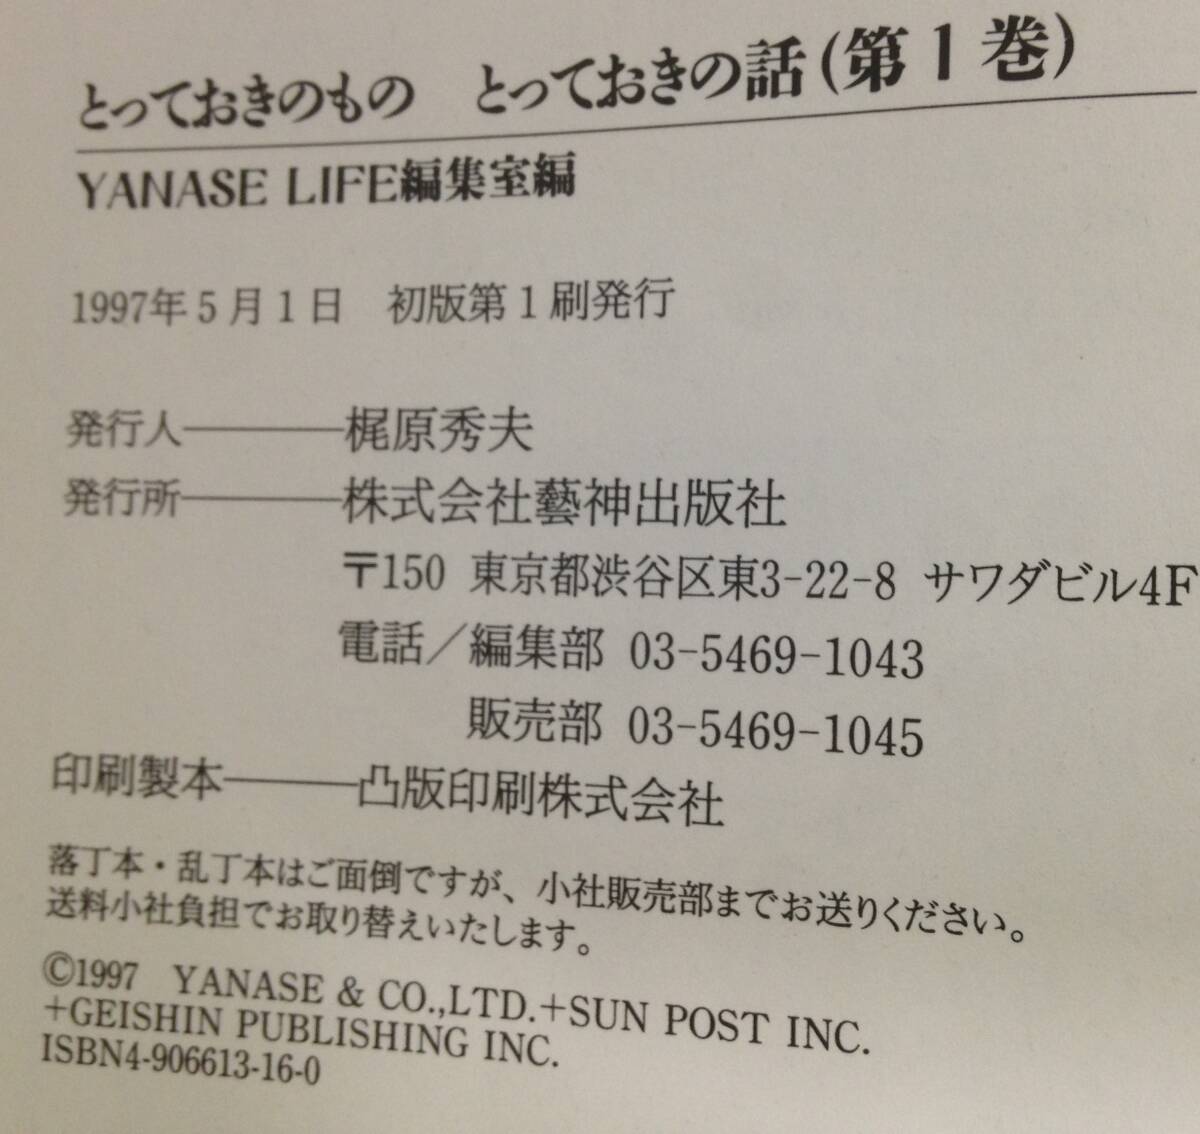 とっておきのもの　とっておきの話(第1巻)
YANASE LIFE編集室編
1997年5月1日　初版第1刷発行
発行人――――梶原秀夫
発行所――――株式会社藝神出版社
〒150 東京都渋谷区東3-22-8 サワダビル4F
電話／編集部 03-5469-1043
販売部 03-5469-1045
印刷製本―――凸版印刷株式会社
落丁本・乱丁本はご面倒ですが、小社販売部までお送りください。
送料小社負担でお取り替えいたします。
©1997　YANASE & CO.,LTD.+SUN POST INC.
+GEISHIN PUBLISHING INC.
ISBN4-906613-16-0